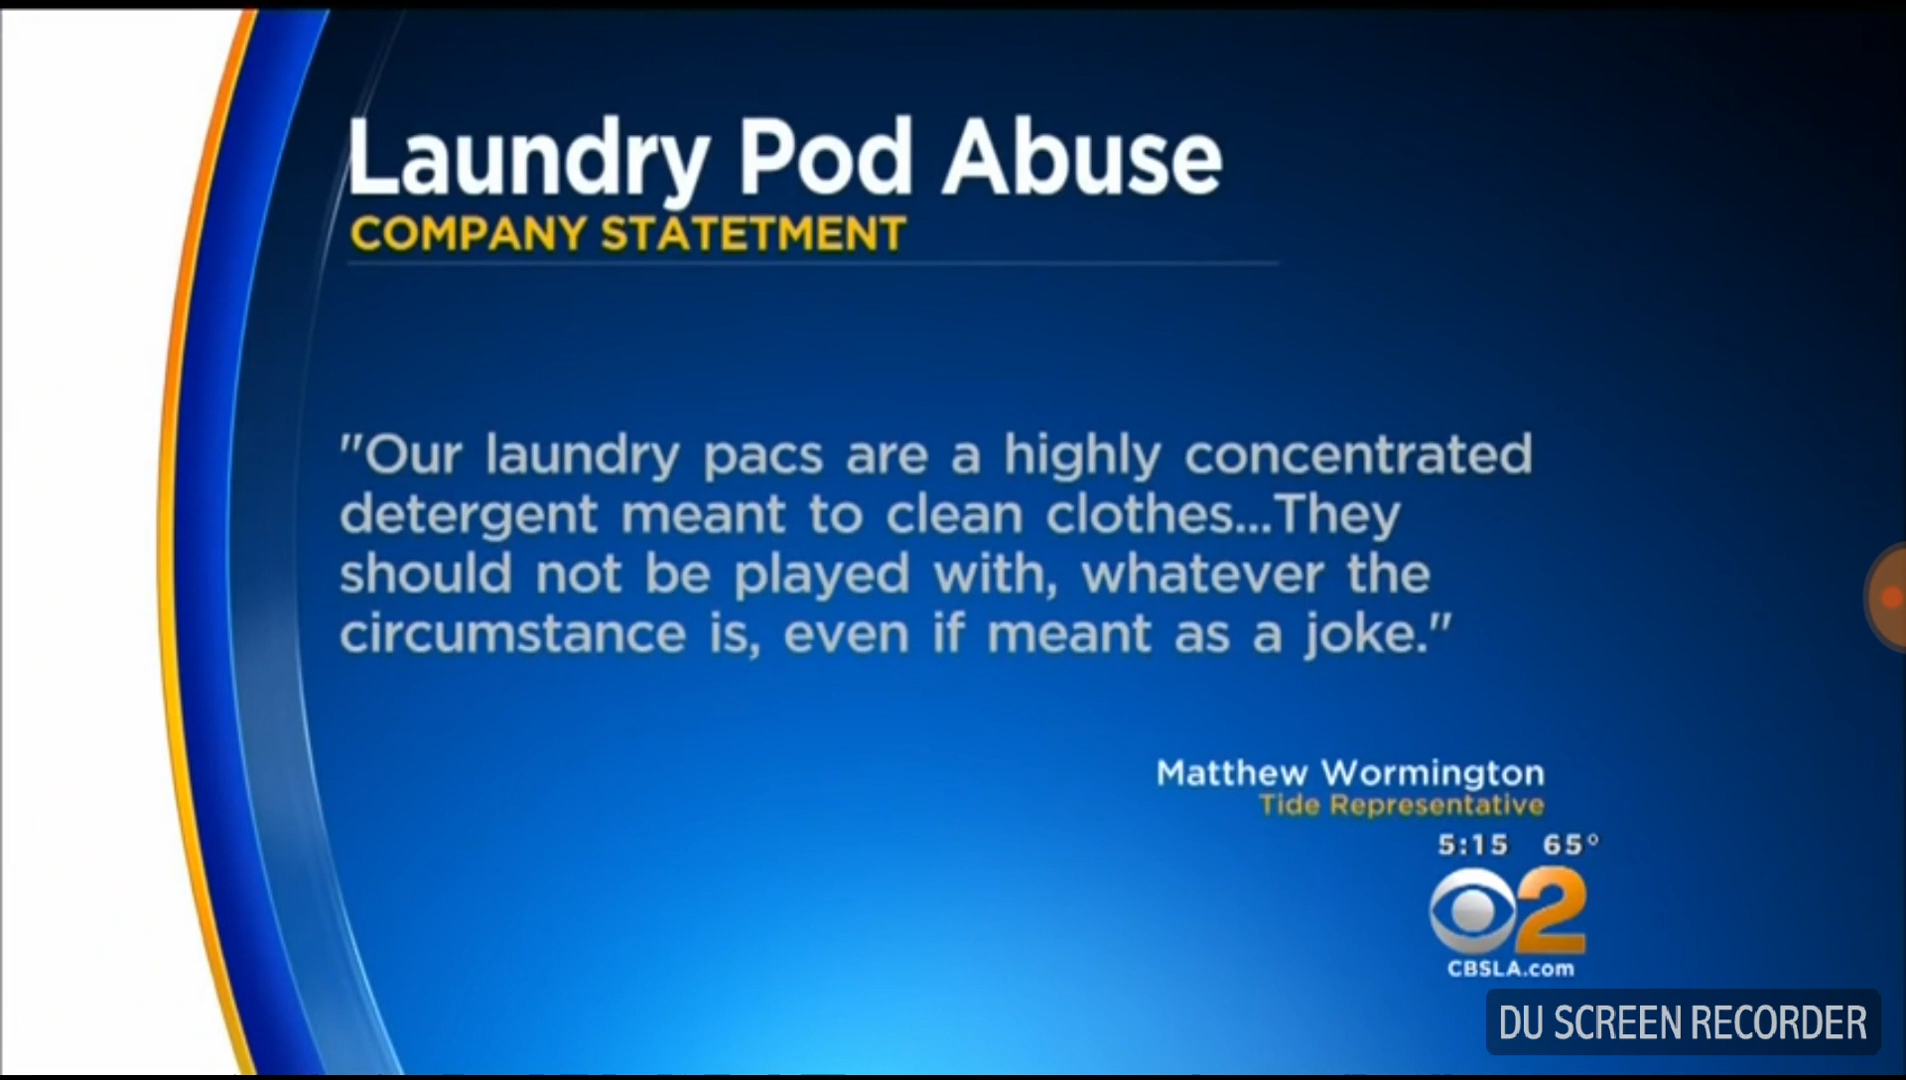 Laundry Pod Abuse
COMPANY STATETMENT
"Our laundry pacs are a highly concentrated
detergent meant to clean clothes...They
should not be played with, whatever the
circumstance is, even if meant as a joke."
Matthew Wormington
Tide Representative
5:15 65°
2
CBSLA.com
DU SCREEN RECORDER